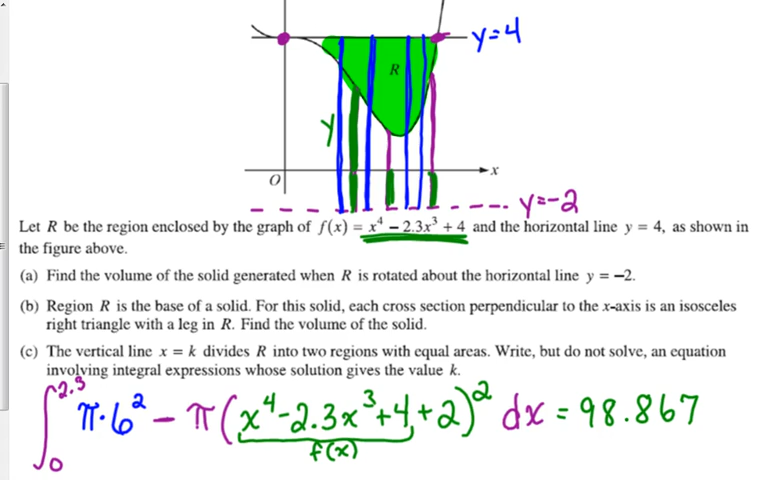 y=4
R
y
O
x
y=-2
Let R be the region enclosed by the graph of f(x) = x⁴ – 2.3x³ + 4 and the horizontal line y = 4, as shown in
the figure above.
(a) Find the volume of the solid generated when R is rotated about the horizontal line y = –2.
(b) Region R is the base of a solid. For this solid, each cross section perpendicular to the x-axis is an isosceles
right triangle with a leg in R. Find the volume of the solid.
(c) The vertical line x = k divides R into two regions with equal areas. Write, but do not solve, an equation
involving integral expressions whose solution gives the value k.
∫₀^2.3 π·6² – π(x⁴-2.3x³+4+2)² dx = 98.867
f(x)